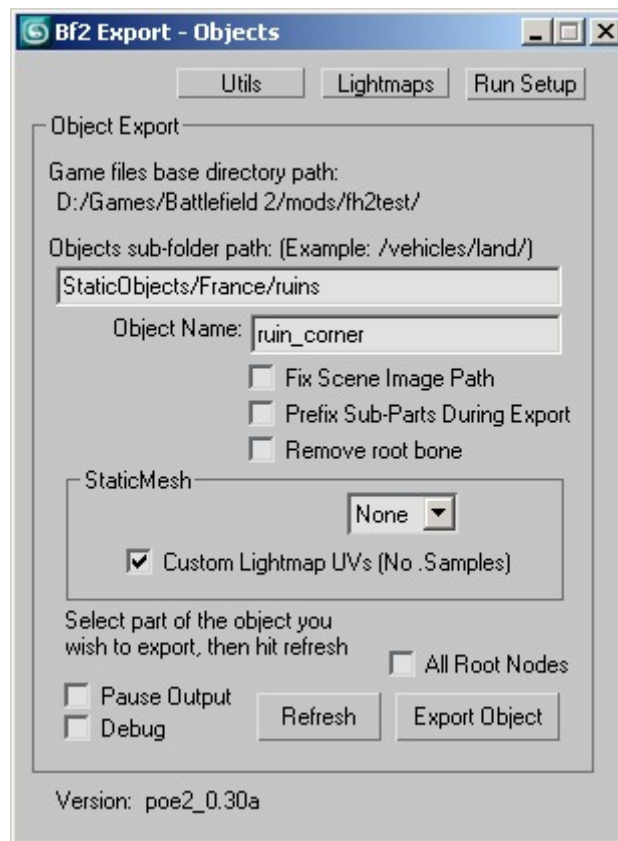 Bf2 Export - Objects
Utils
Lightmaps
Run Setup
Object Export
Game files base directory path:
D:/Games/Battlefield 2/mods/fh2test/
Objects sub-folder path: (Example: /vehicles/land/)
StaticObjects/France/ruins
Object Name: ruin_corner
Fix Scene Image Path
Prefix Sub-Parts During Export
Remove root bone
StaticMesh
None
Custom Lightmap UVs (No .Samples)
Select part of the object you
wish to export, then hit refresh
All Root Nodes
Pause Output
Debug
Refresh
Export Object
Version: poe2_0.30a